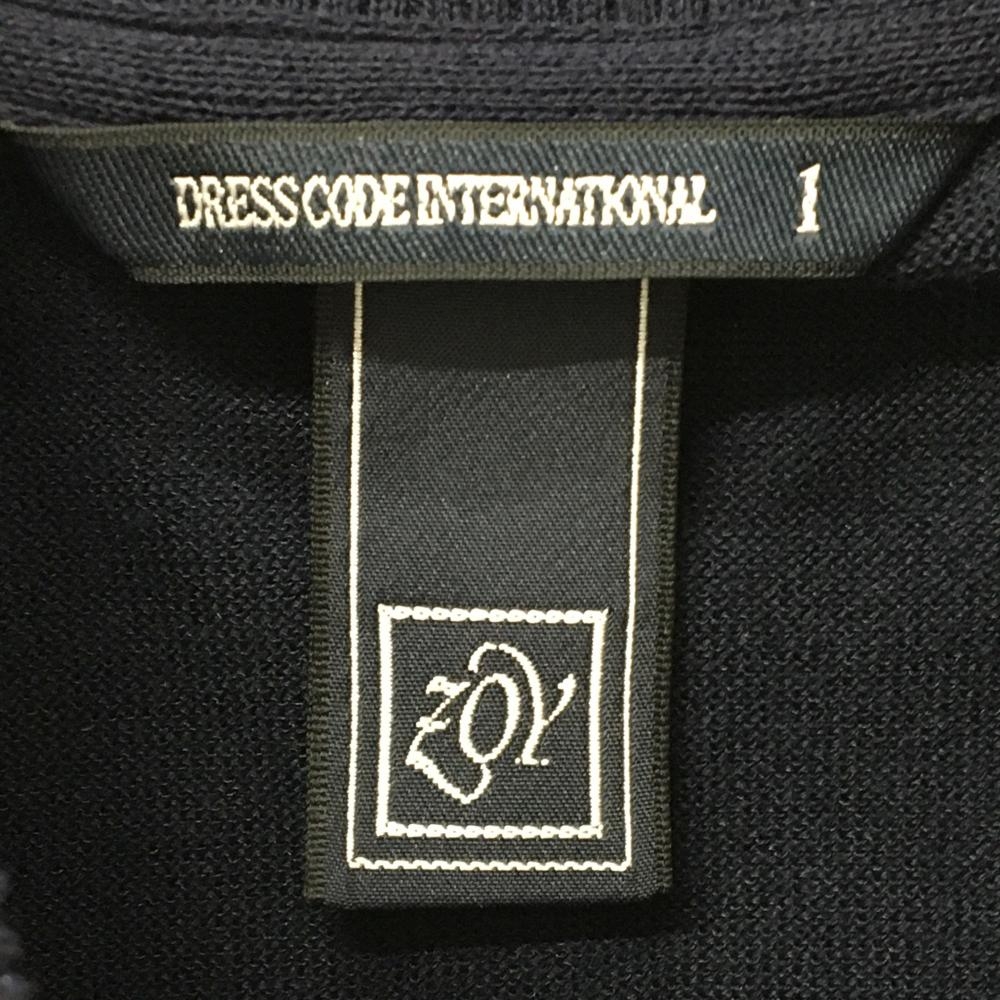 DRESS CODE INTERNATIONAL 1
ZOY